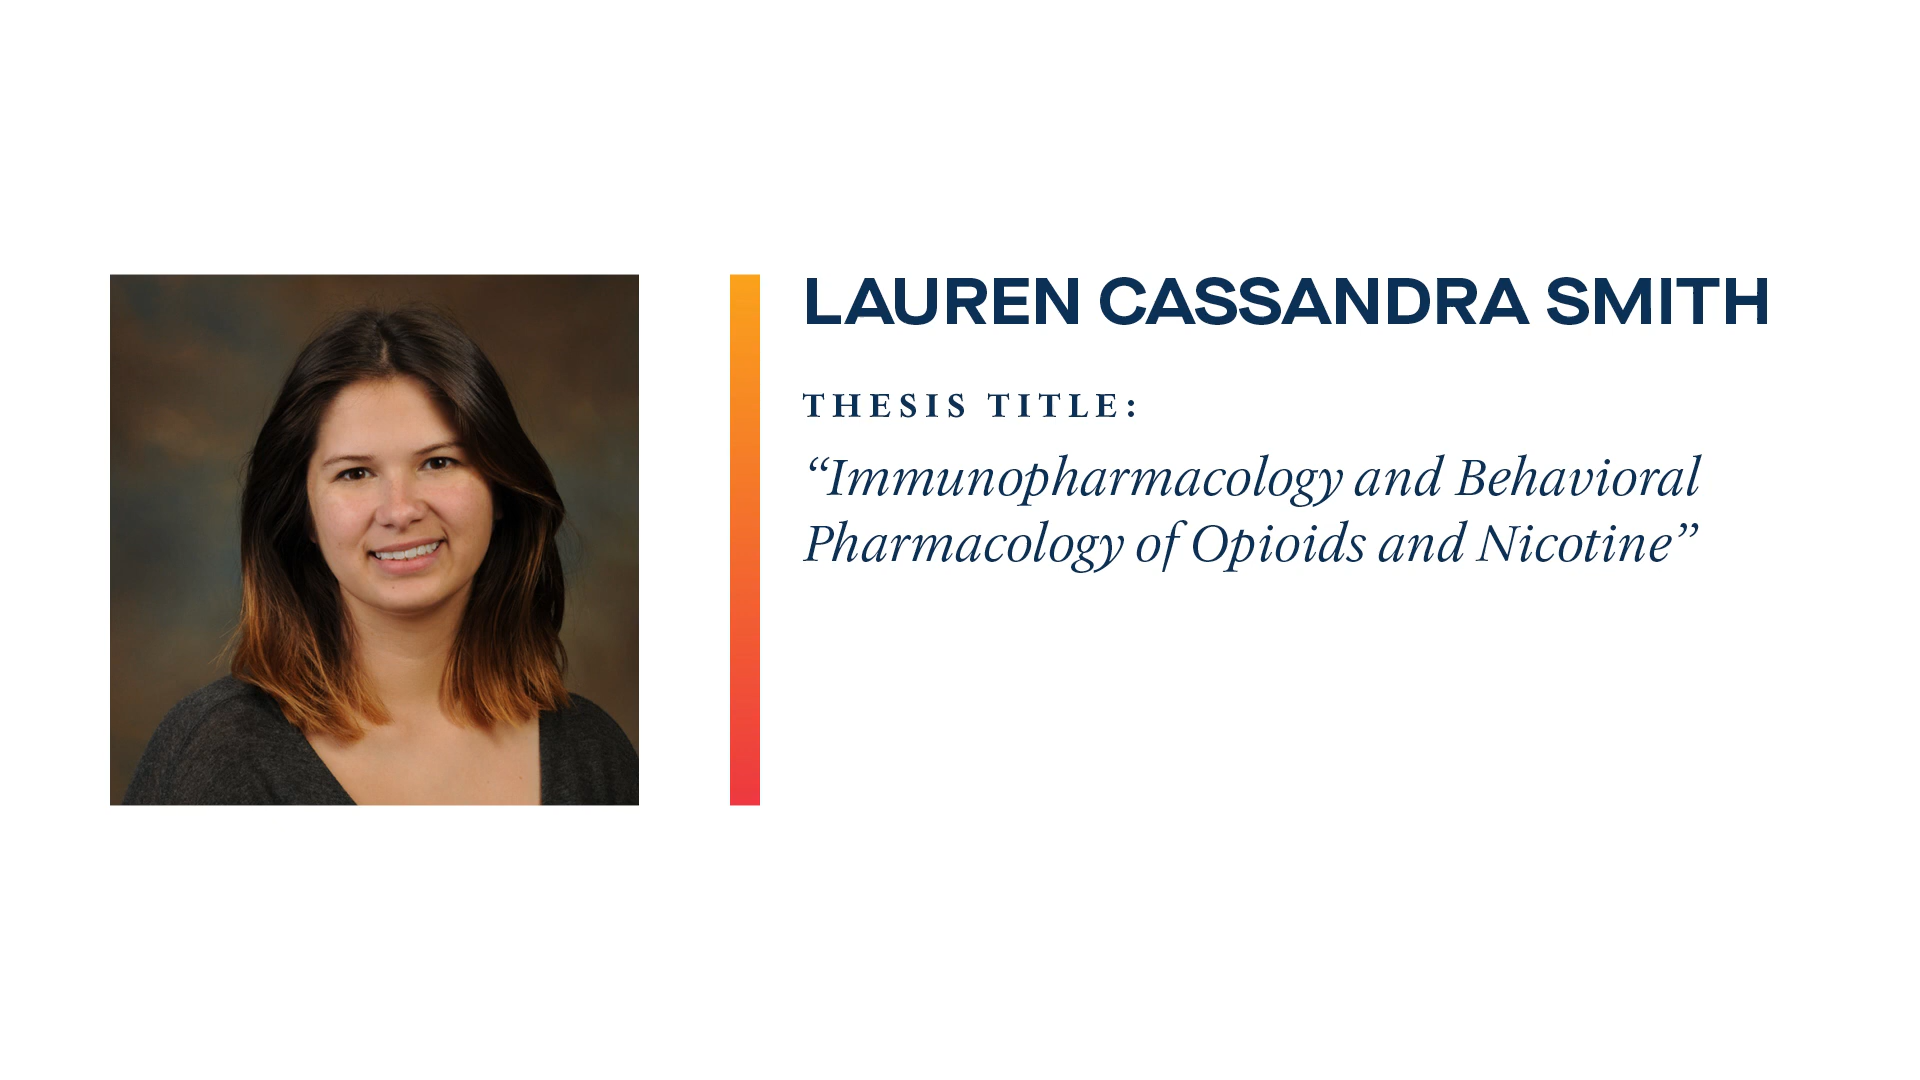 LAUREN CASSANDRA SMITH
THESIS TITLE:
“Immunopharmacology and Behavioral
Pharmacology of Opioids and Nicotine”